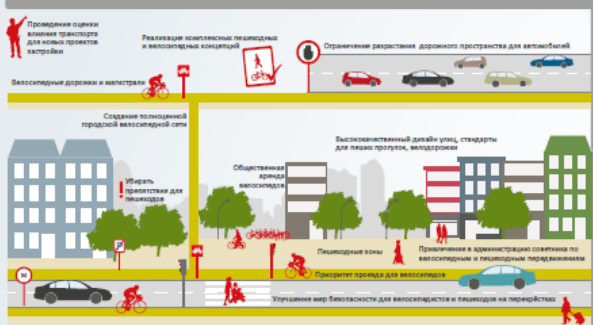 Проведение оценки
влияния транспорта
для новых проектов
застройки
Реализация комплексных пешеходных
и велосипедных концепций
Ограничение разрастания дорожного пространства для автомобилей
Велосипедные дорожки и магистрали
Создание полноценной
городской велосипедной сети
Высококачественный дизайн улиц, стандарты
для пеших прогулок, велодорожки
Общественная
аренда
велосипедов
Убирать
препятствия для
пешеходов
Пешеходные зоны
Привлечение в администрацию советника по
велосипедным и пешеходным передвижениям
Приоритет проезда для велосипедов
30
Улучшение мер безопасности для велосипедистов и пешеходов на перекрёстках